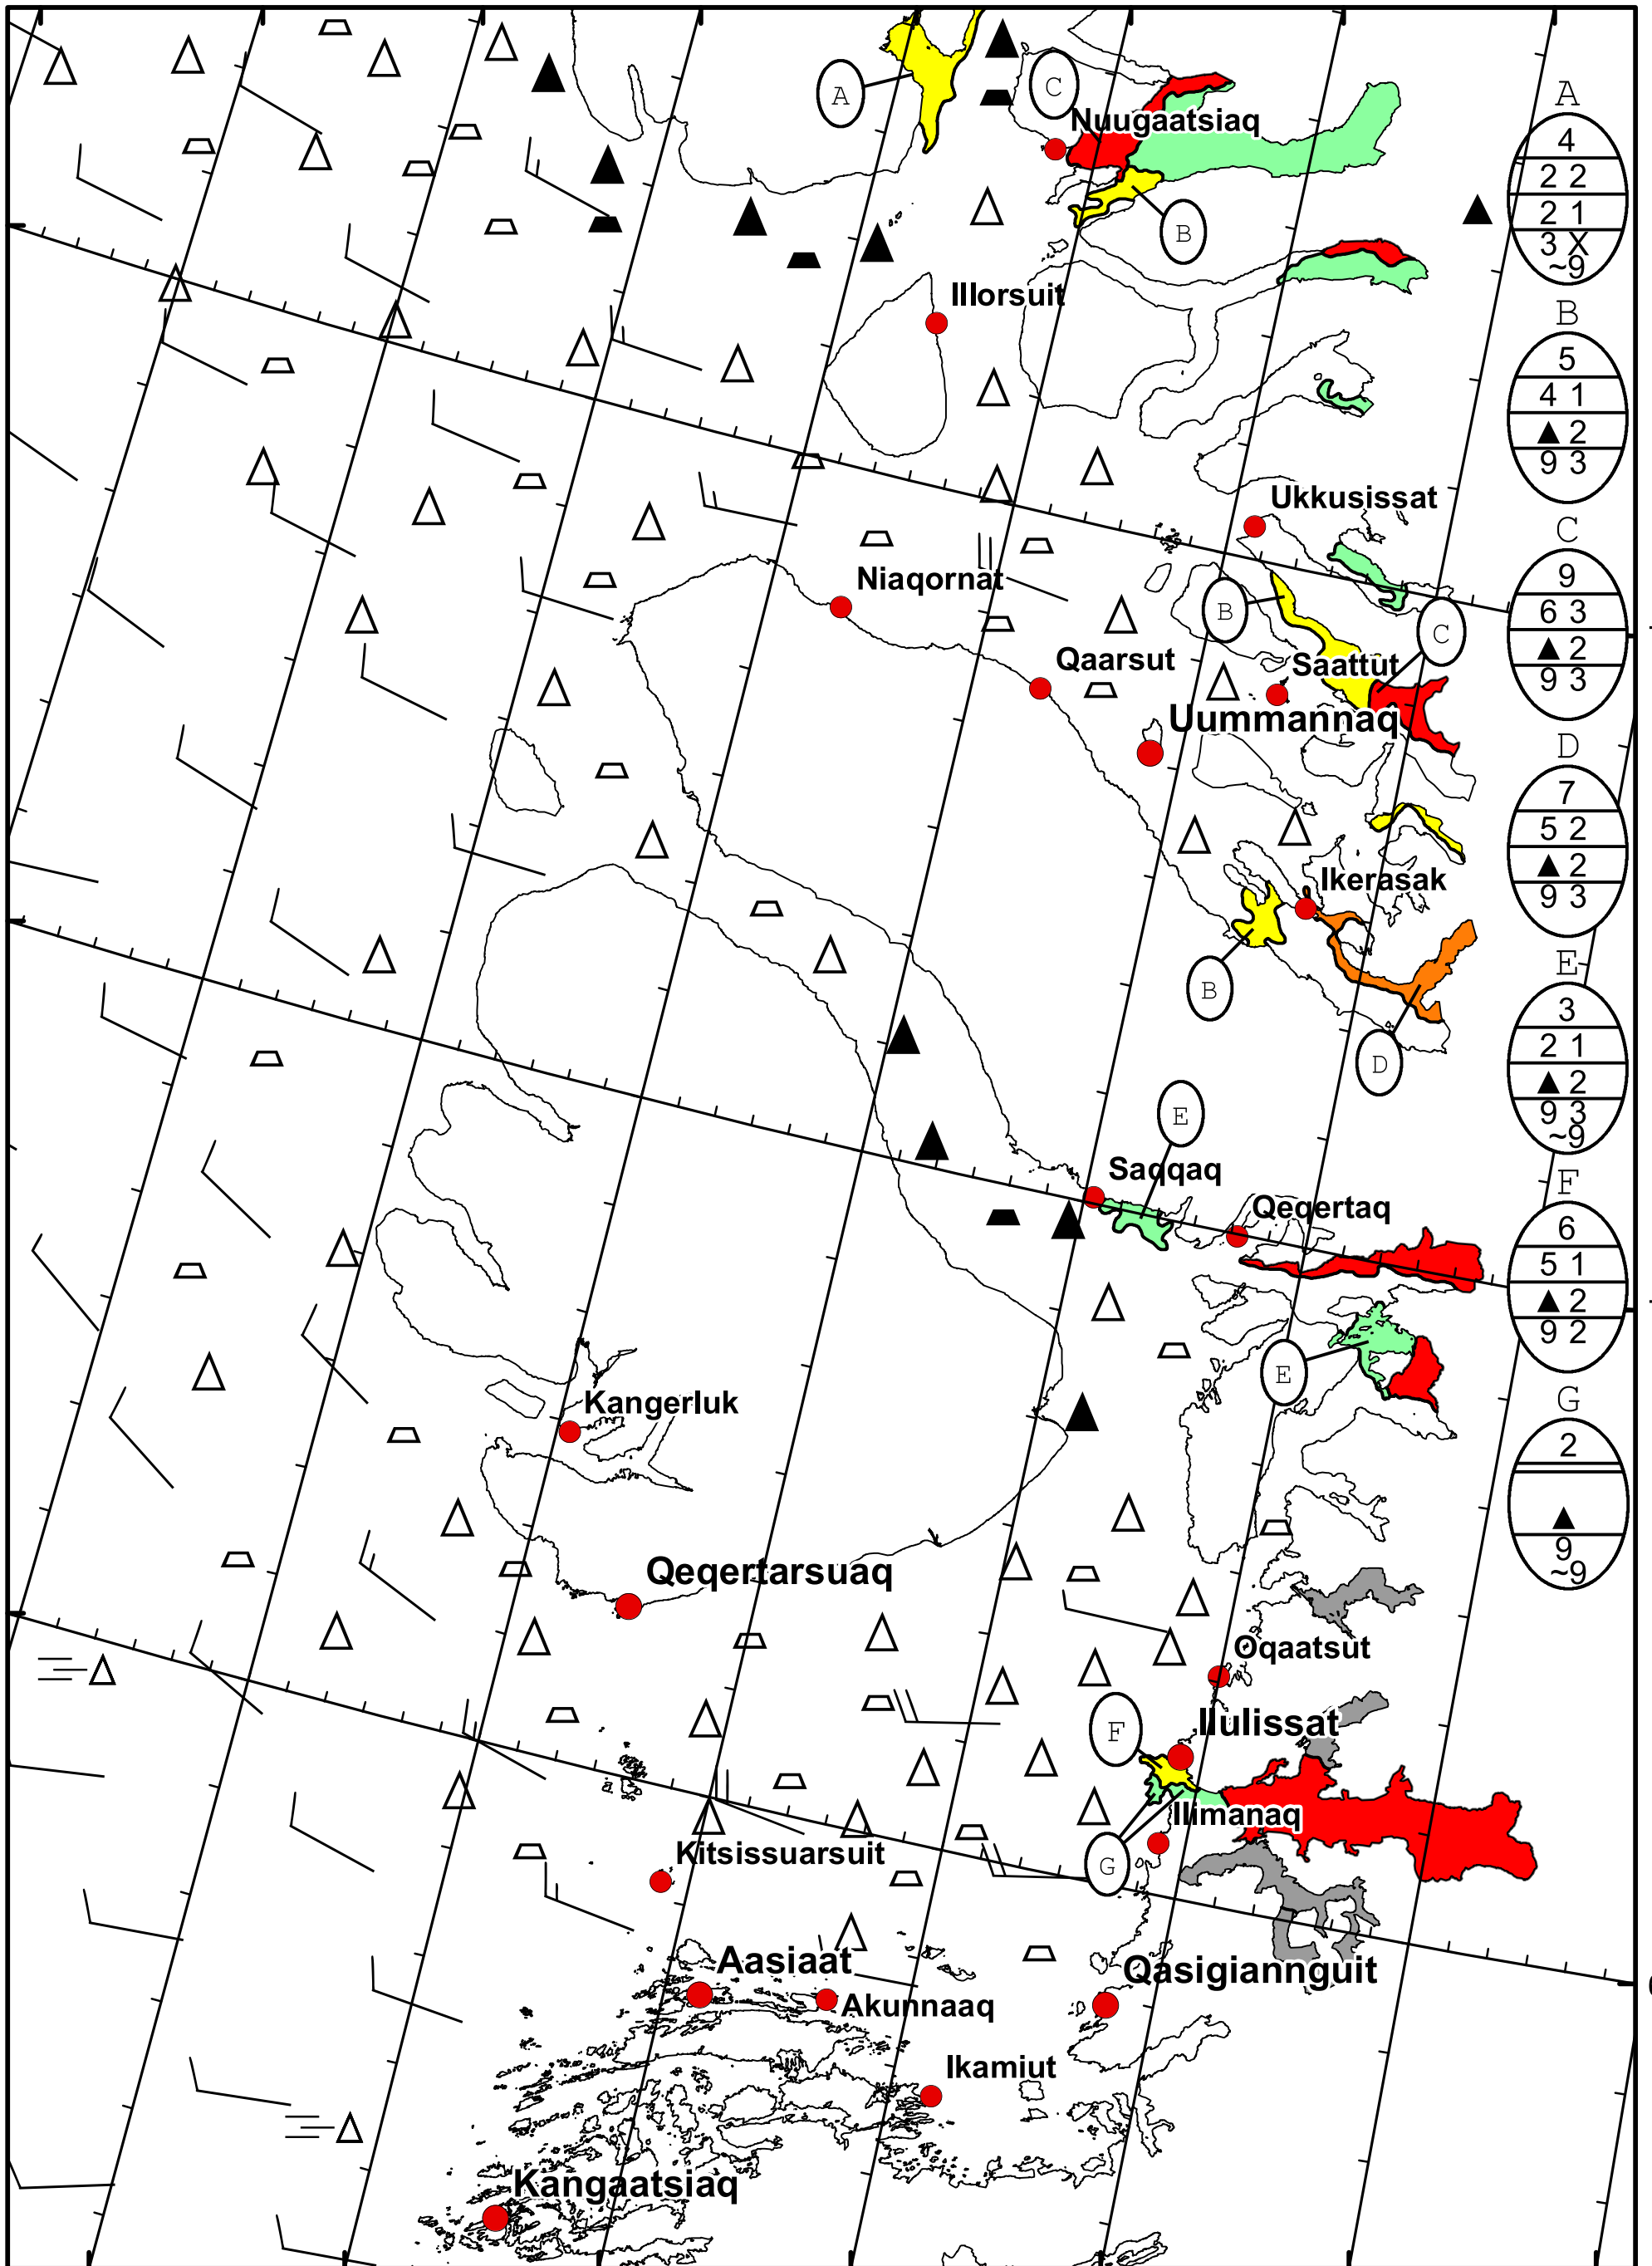 A
C
Nuugaatsiaq
B
Illorsuit
Ukkusissat
Niaqornat
B
C
Qaarsut
Saattut
Uummannaq
Ikerasak
B
D
E
Saqqaq
Qeqertaq
E
Kangerluk
Qeqertarsuaq
Oqaatsut
F
Ilulissat
Ilimanaq
G
Kitsissuarsuit
Aasiaat
Akunnaaq
Qasigiannguit
Ikamiut
Kangaatsiaq
A
4
2 2
2 1
3 X
~9
B
5
4 1
▲ 2
9 3
C
9
6 3
▲ 2
9 3
D
7
5 2
▲ 2
9 3
E
3
2 1
▲ 2
9 3
~9
F
6
5 1
▲ 2
9 2
G
2
▲
9
~9